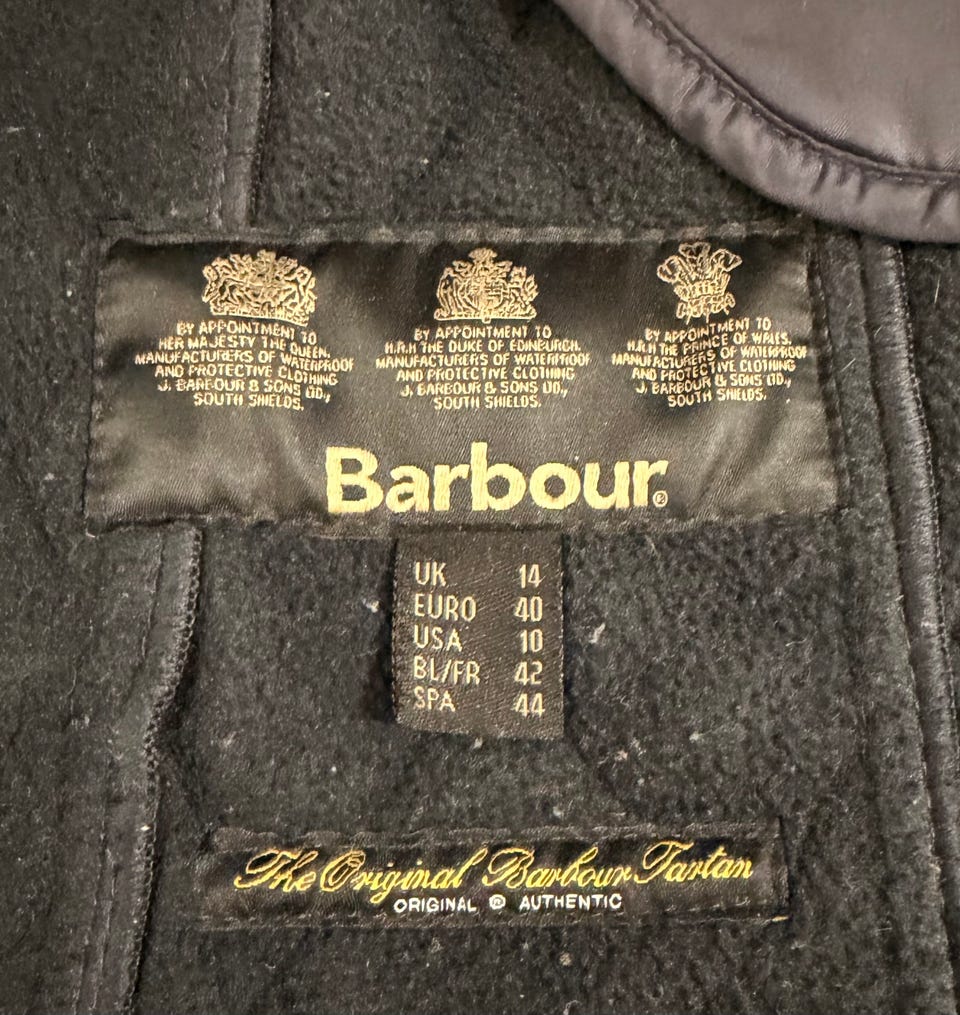 BY APPOINTMENT TO
HER MAJESTY THE QUEEN.
MANUFACTURERS OF WATERPROOF
AND PROTECTIVE CLOTHING
J. BARBOUR & SONS LTD.,
SOUTH SHIELDS.
BY APPOINTMENT TO
H.R.H THE DUKE OF EDINBURGH.
MANUFACTURERS OF WATERPROOF
AND PROTECTIVE CLOTHING
J. BARBOUR & SONS LTD.,
SOUTH SHIELDS.
BY APPOINTMENT TO
H.R.H THE PRINCE OF WALES.
MANUFACTURERS OF WATERPROOF
AND PROTECTIVE CLOTHING
J. BARBOUR & SONS LTD.,
SOUTH SHIELDS.
Barbour®
UK 14
EURO 40
USA 10
BL/FR 42
SPA 44
The Original Barbour Tartan
ORIGINAL ® AUTHENTIC